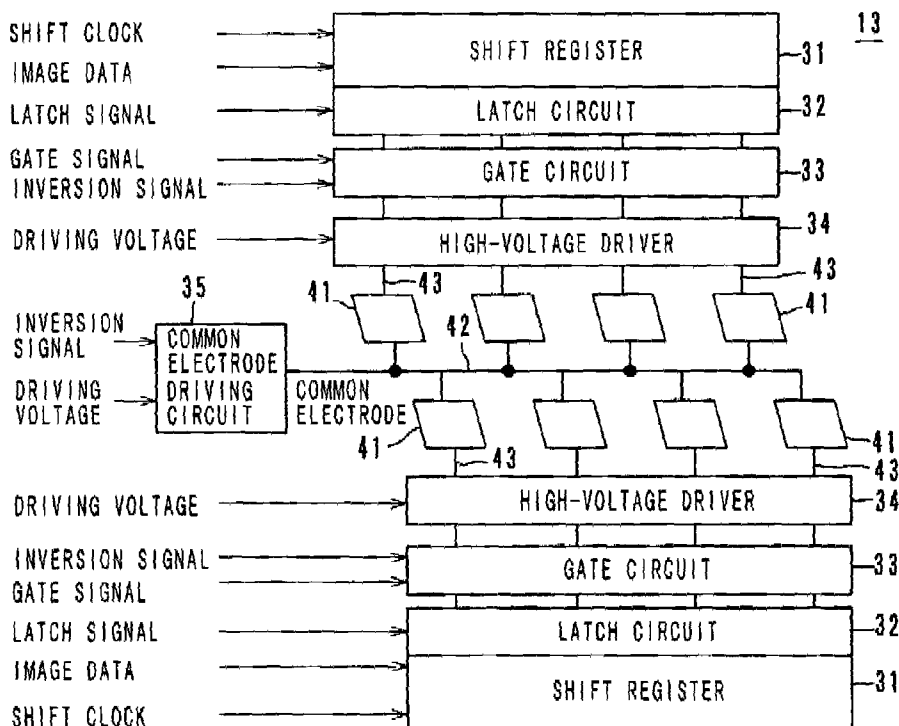 13
SHIFT CLOCK
SHIFT REGISTER
31
IMAGE DATA
LATCH SIGNAL
LATCH CIRCUIT
32
GATE SIGNAL
GATE CIRCUIT
33
INVERSION SIGNAL
DRIVING VOLTAGE
HIGH-VOLTAGE DRIVER
34
43
43
35
41
41
INVERSION
SIGNAL
COMMON
ELECTRODE
DRIVING
CIRCUIT
42
DRIVING
VOLTAGE
COMMON
ELECTRODE
41
41
43
43
DRIVING VOLTAGE
HIGH-VOLTAGE DRIVER
34
INVERSION SIGNAL
GATE CIRCUIT
33
GATE SIGNAL
LATCH SIGNAL
LATCH CIRCUIT
32
IMAGE DATA
SHIFT REGISTER
31
SHIFT CLOCK